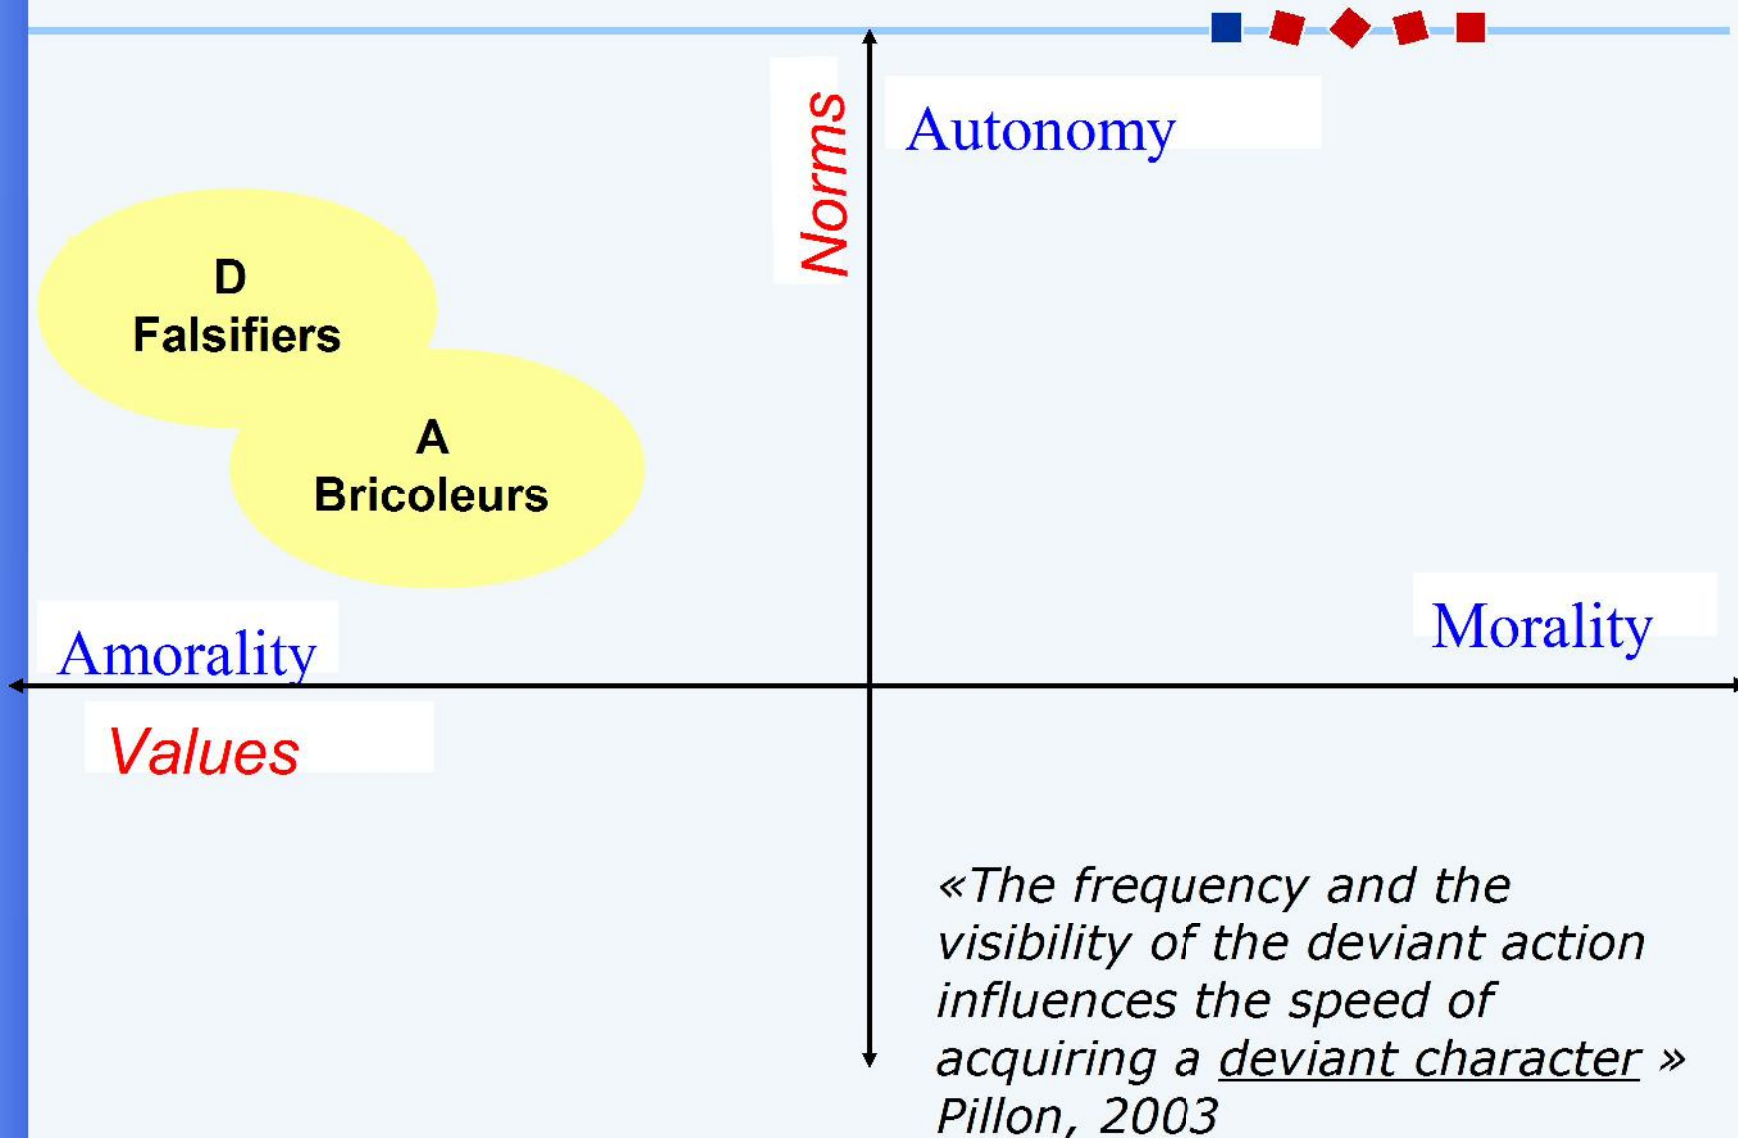 Norms
Autonomy
D
Falsifiers
A
Bricoleurs
Amorality
Morality
Values
«The frequency and the
visibility of the deviant action
influences the speed of
acquiring a deviant character »
Pillon, 2003